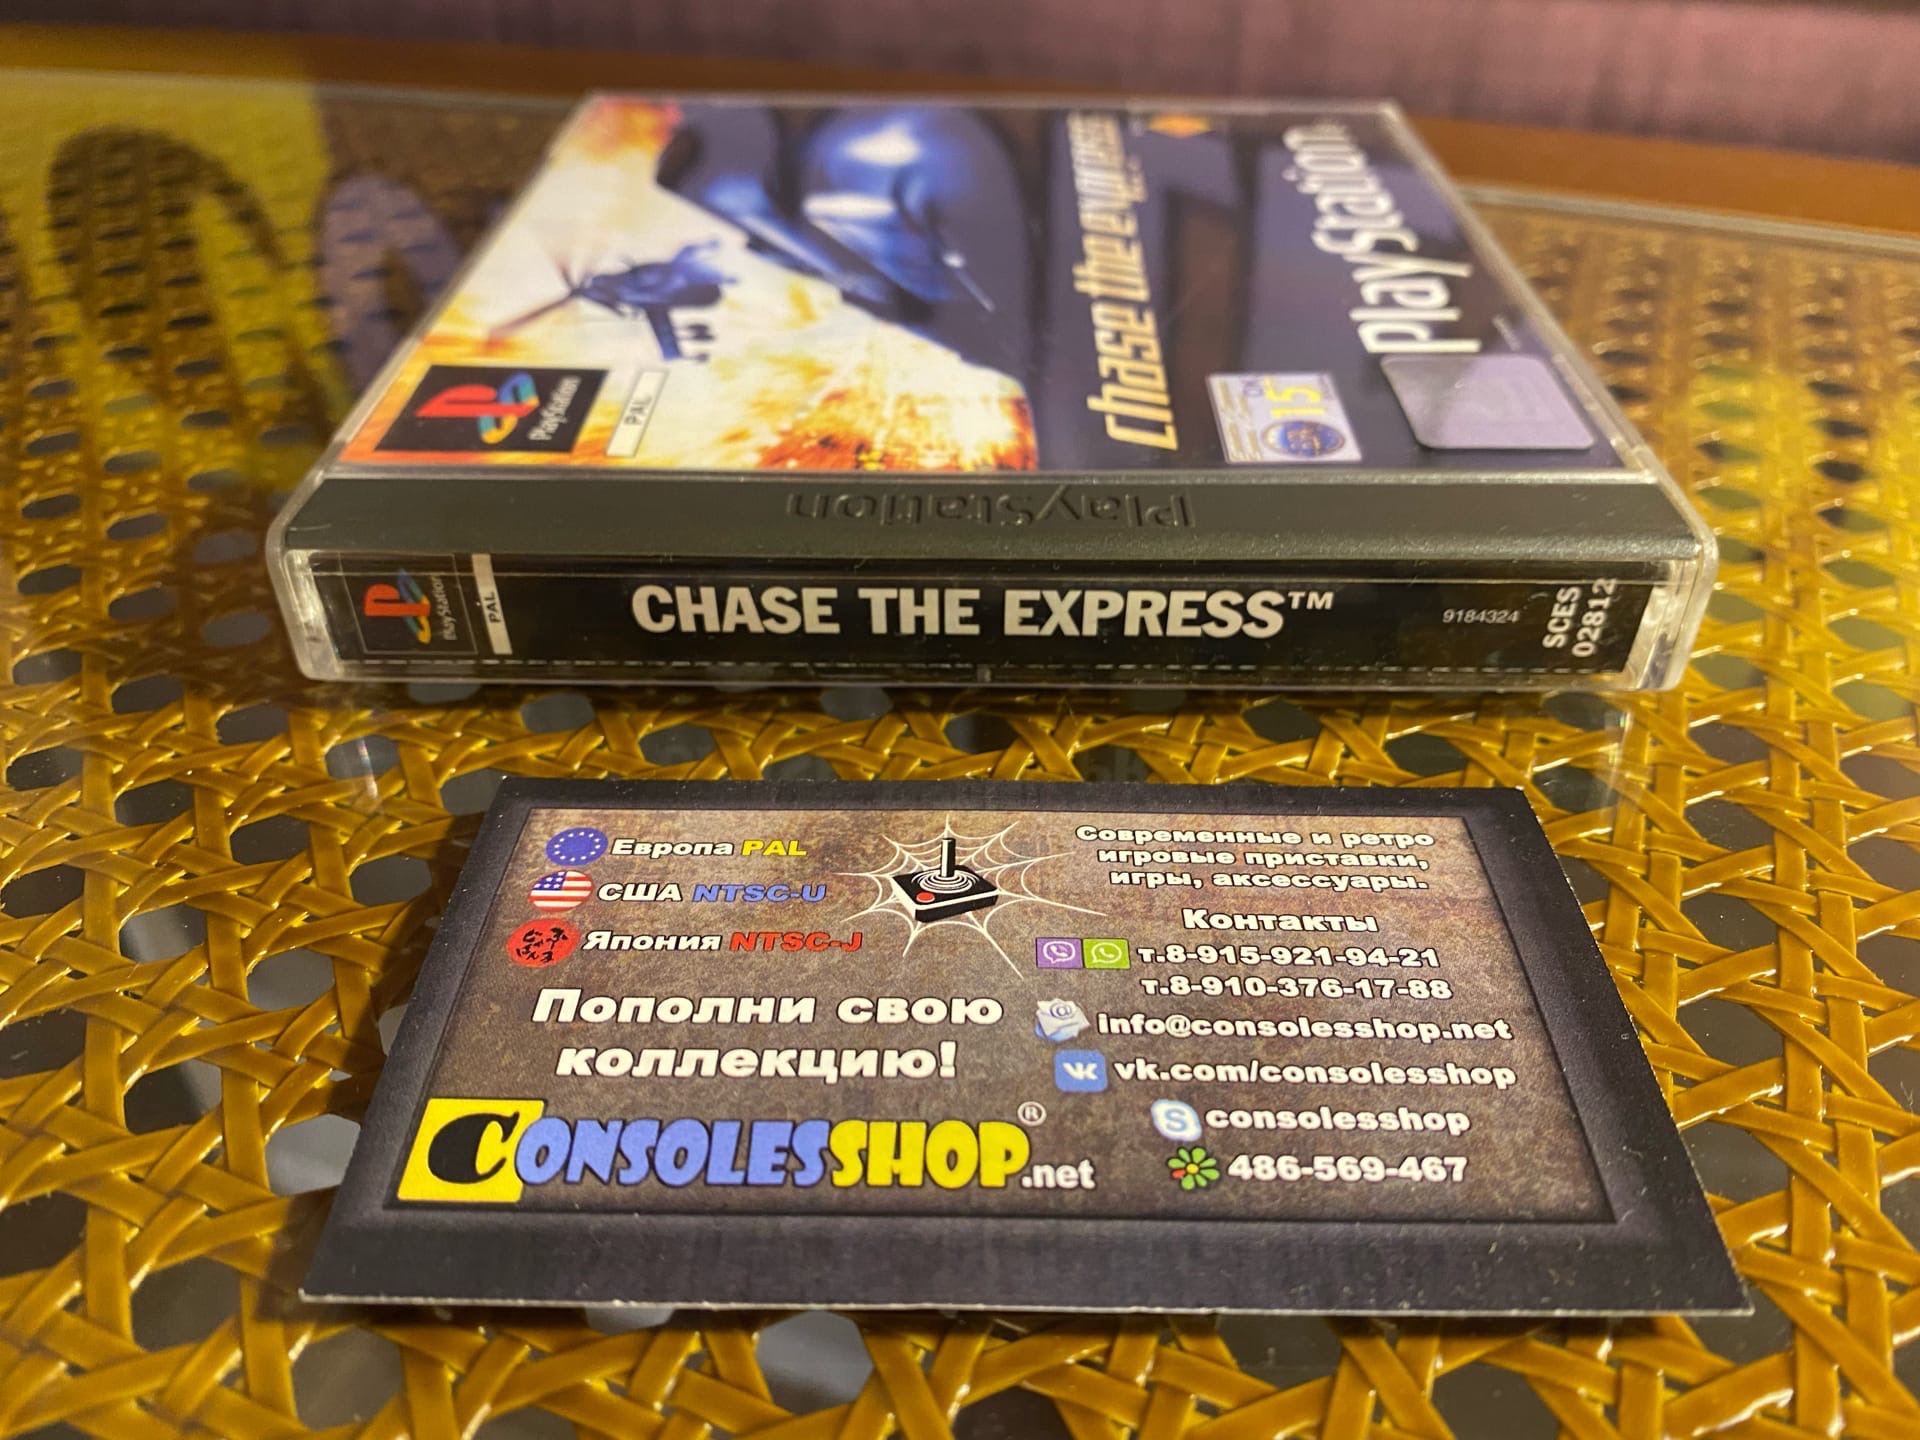 PlayStation
chase the express
PlayStation
PAL
15
PlayStation
PlayStation
PAL
CHASE THE EXPRESS™
9184324
SCES
02812
Европа PAL
США NTSC-U
Япония NTSC-J
Пополни свою
коллекцию!
CONSOLESSHOP®.net
Современные и ретро
игровые приставки,
игры, аксессуары.
Контакты
т.8-915-921-94-21
т.8-910-376-17-88
info@consolesshop.net
vk.com/consolesshop
consolesshop
486-569-467